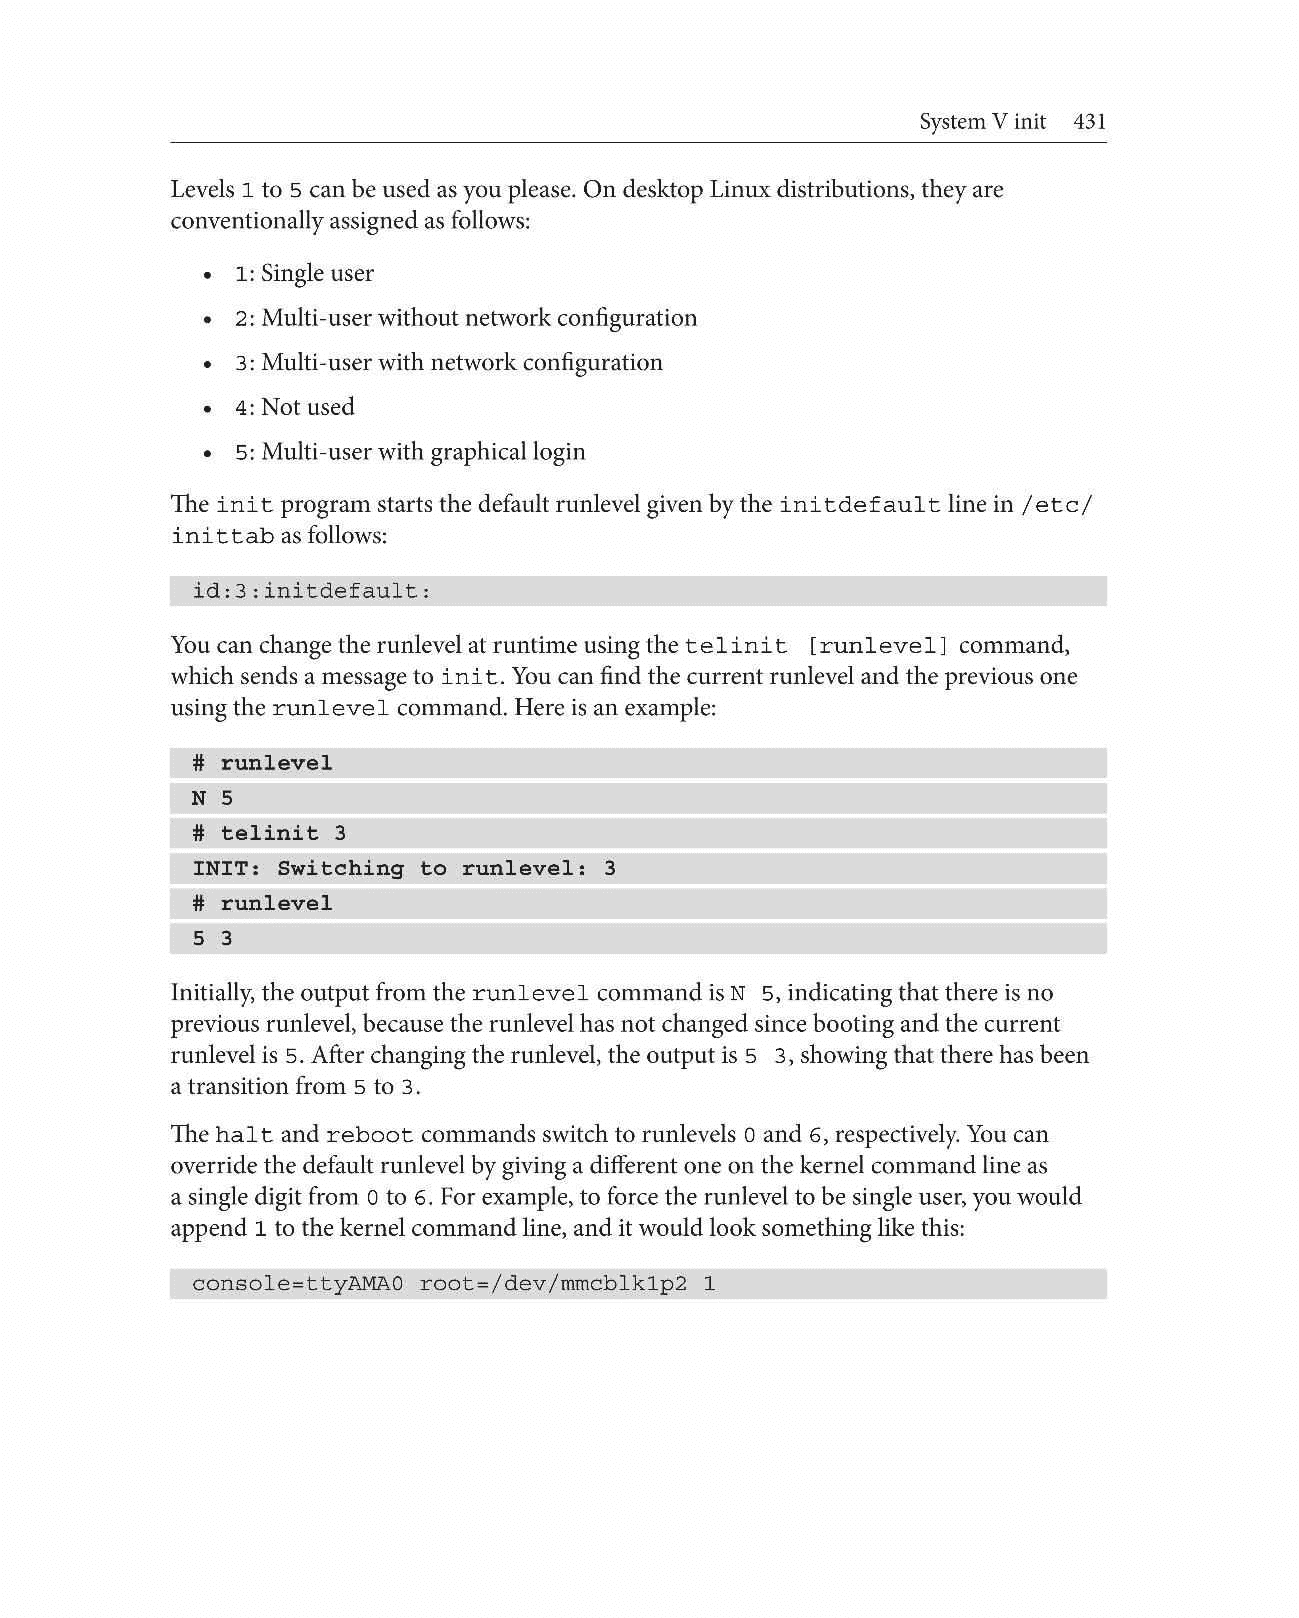 System V init 431
Levels 1 to 5 can be used as you please. On desktop Linux distributions, they are
conventionally assigned as follows:
• 1: Single user
• 2: Multi-user without network configuration
• 3: Multi-user with network configuration
• 4: Not used
• 5: Multi-user with graphical login
The init program starts the default runlevel given by the initdefault line in /etc/
inittab as follows:
id:3:initdefault:
You can change the runlevel at runtime using the telinit [runlevel] command,
which sends a message to init. You can find the current runlevel and the previous one
using the runlevel command. Here is an example:
# runlevel
N 5
# telinit 3
INIT: Switching to runlevel: 3
# runlevel
5 3
Initially, the output from the runlevel command is N 5, indicating that there is no
previous runlevel, because the runlevel has not changed since booting and the current
runlevel is 5. After changing the runlevel, the output is 5 3, showing that there has been
a transition from 5 to 3.
The halt and reboot commands switch to runlevels 0 and 6, respectively. You can
override the default runlevel by giving a different one on the kernel command line as
a single digit from 0 to 6. For example, to force the runlevel to be single user, you would
append 1 to the kernel command line, and it would look something like this:
console=ttyAMA0 root=/dev/mmcblk1p2 1